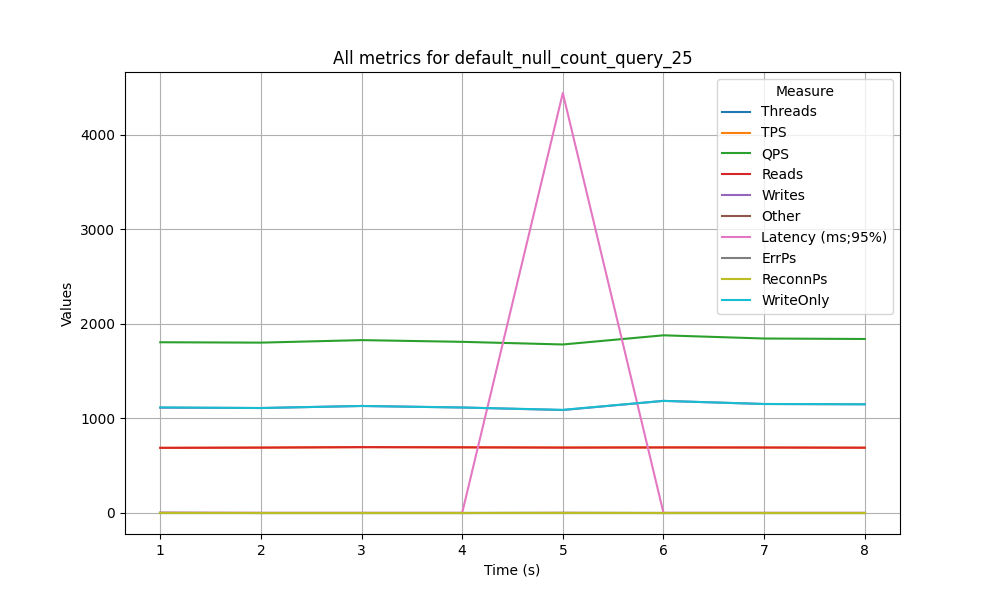 All metrics for default_null_count_query_25
Measure
Threads
TPS
QPS
Reads
Writes
Other
Latency (ms;95%)
ErrPs
ReconnPs
WriteOnly
Values
4000
3000
2000
1000
0
1 2 3 4 5 6 7 8
Time (s)